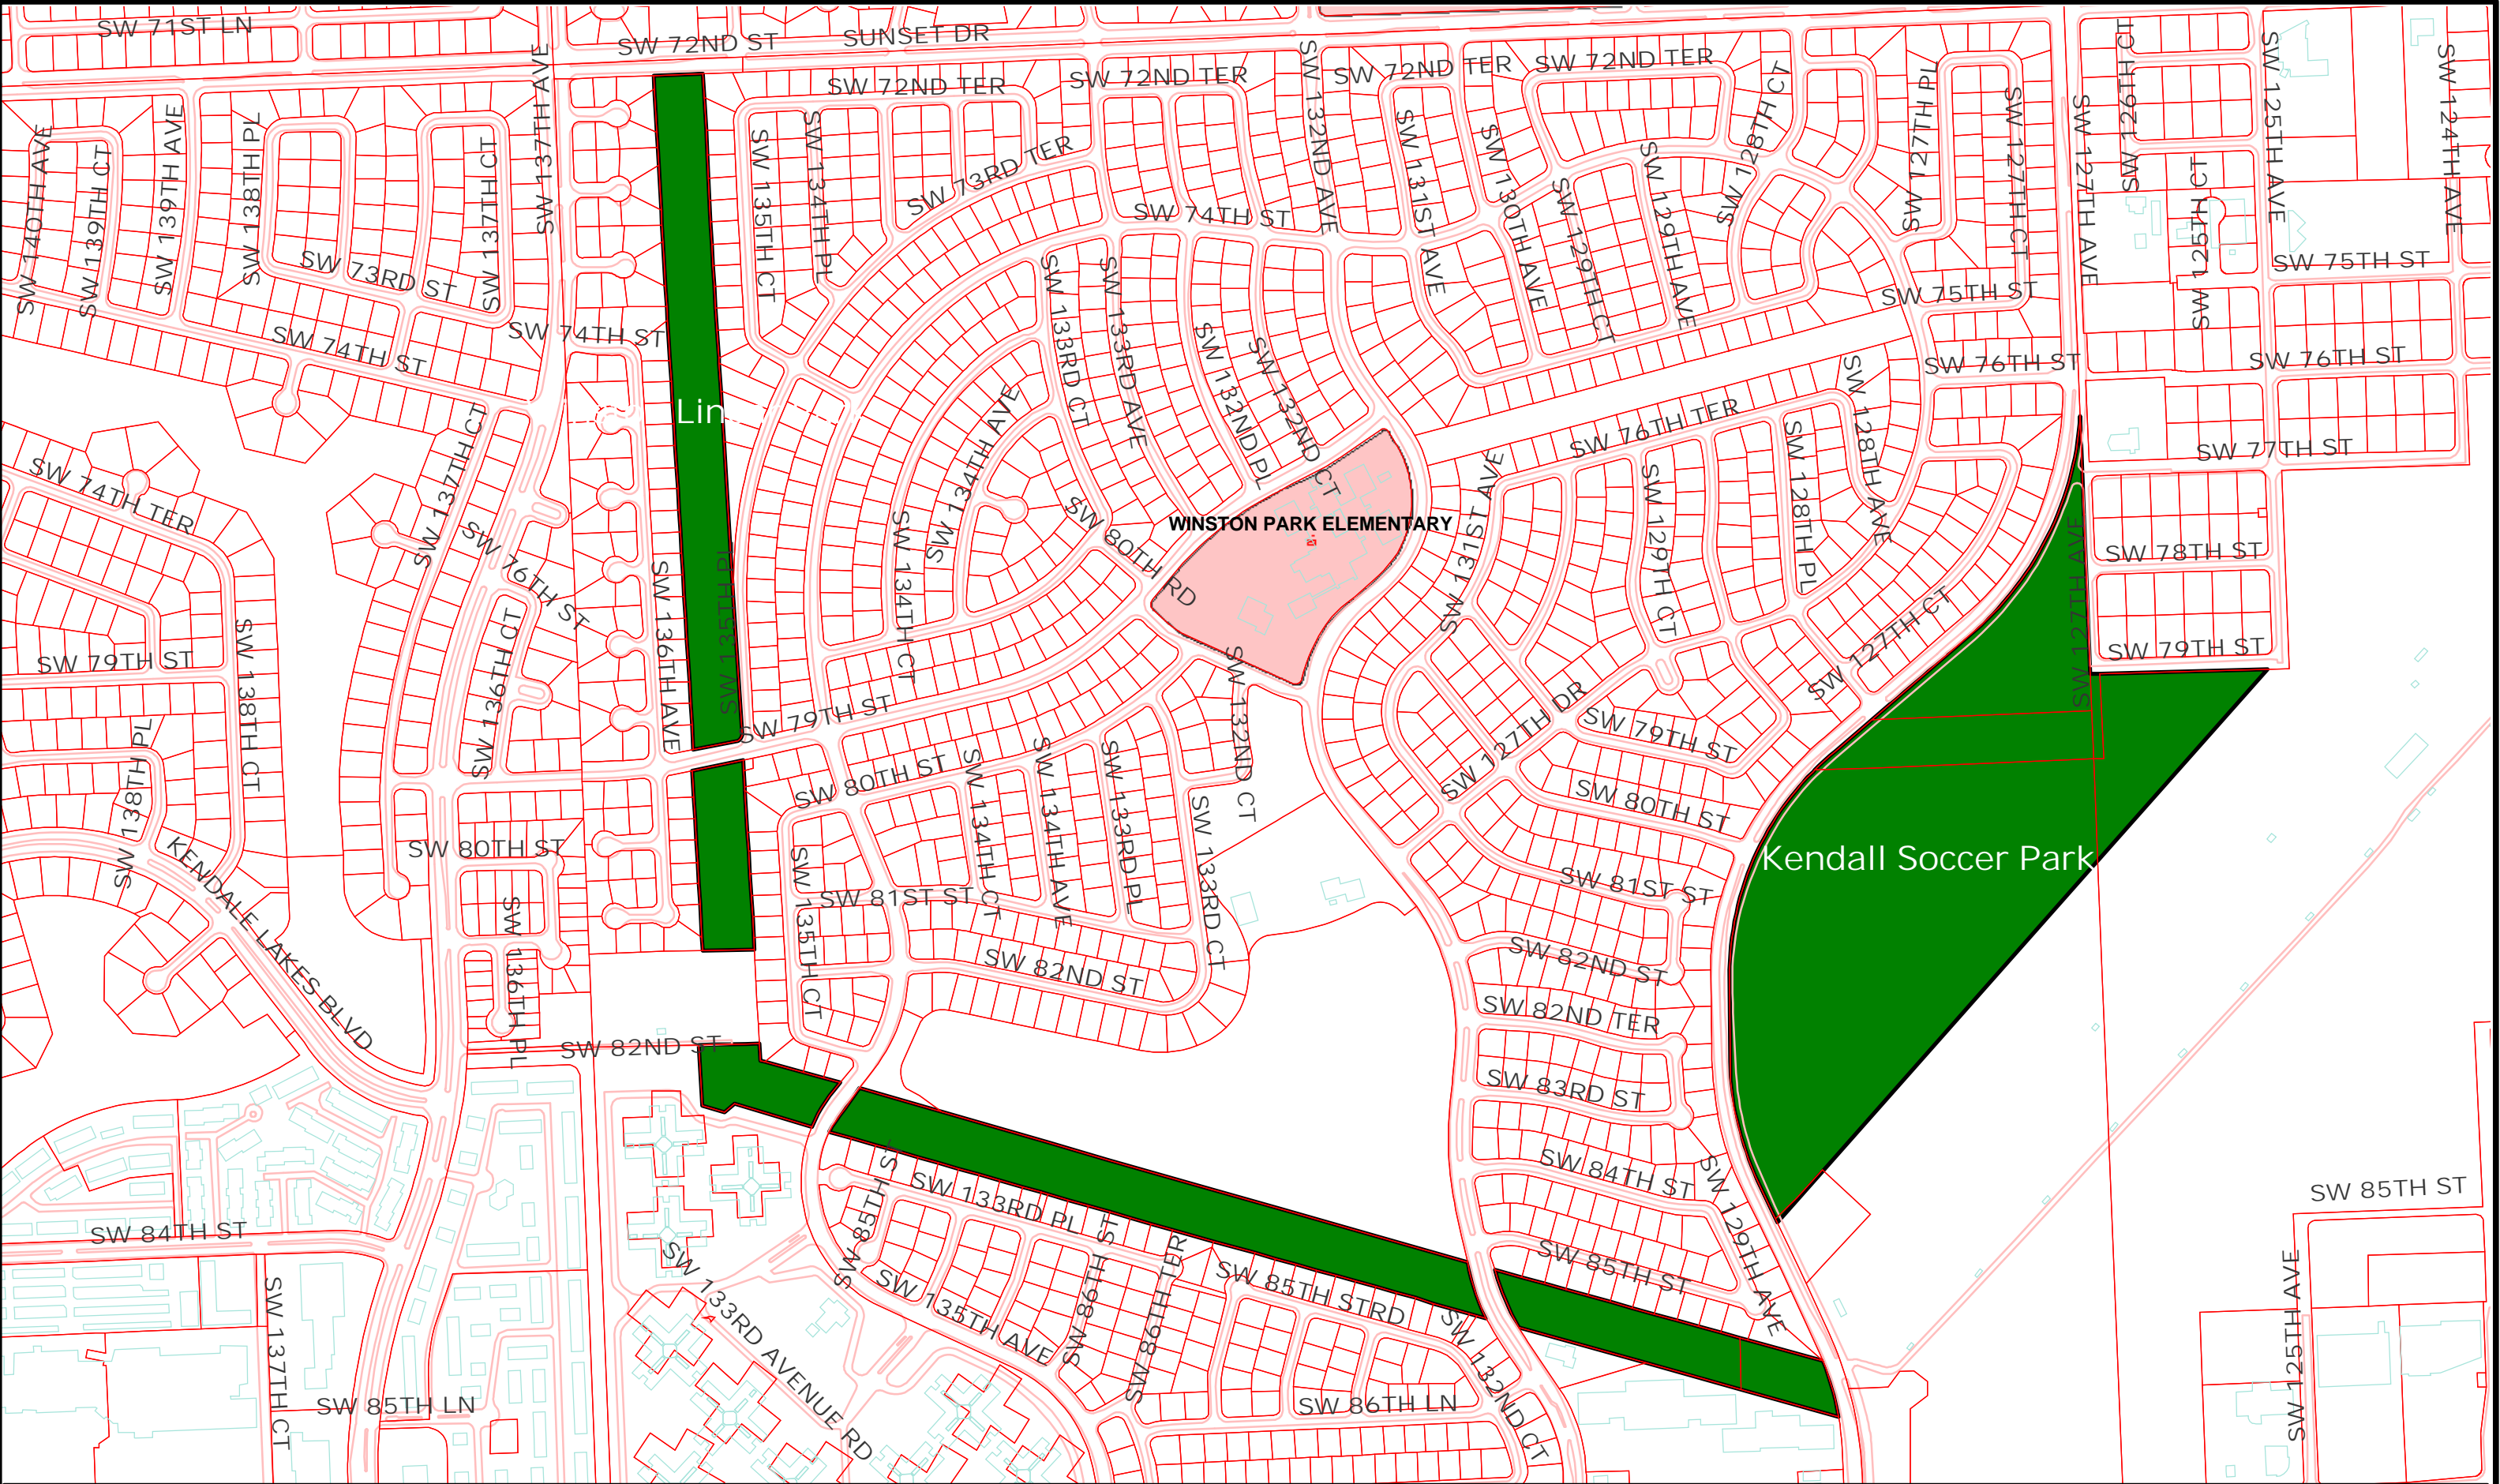 SW 71ST LN
SW 72ND ST
SUNSET DR
SW 72ND TER
SW 72ND TER
SW 72ND TER
SW 72ND TER
SW 140TH AVE
SW 139TH CT
SW 139TH AVE
SW 138TH PL
SW 137TH CT
SW 137TH AVE
SW 135TH CT
SW 134TH PL
SW 73RD TER
SW 132ND AVE
SW 131ST AVE
SW 130TH AVE
SW 129TH CT
SW 129TH AVE
SW 128TH CT
SW 127TH PL
SW 127TH CT
SW 127TH AVE
SW 126TH CT
SW 126TH CT
SW 125TH CT
SW 125TH AVE
SW 124TH AVE
SW 73RD ST
SW 74TH ST
SW 74TH ST
SW 74TH ST
SW 75TH ST
SW 75TH ST
SW 76TH ST
SW 76TH ST
SW 133RD CT
SW 133RD AVE
SW 132ND PL
SW 132ND CT
SW 134TH AVE
SW 76TH TER
SW 128TH AVE
SW 77TH ST
SW 74TH TER
SW 137TH CT
SW 76TH ST
SW 136TH CT
SW 136TH AVE
SW 135TH PL
SW 134TH CT
SW 80TH RD
WINSTON PARK ELEMENTARY
SW 131ST AVE
SW 129TH CT
SW 128TH PL
SW 127TH CT
SW 127TH AVE
SW 78TH ST
SW 79TH ST
SW 79TH ST
SW 138TH CT
SW 138TH PL
SW 79TH ST
SW 80TH ST
SW 132ND CT
SW 127TH DR
SW 79TH ST
SW 80TH ST
SW 134TH CT
SW 134TH AVE
SW 133RD PL
SW 133RD CT
Kendall Soccer Park
KENDALE LAKES BLVD
SW 80TH ST
SW 136TH PL
SW 135TH CT
SW 81ST ST
SW 82ND ST
SW 81ST ST
SW 82ND ST
SW 82ND TER
SW 82ND ST
SW 83RD ST
SW 84TH ST
SW 129TH AVE
SW 85TH ST
SW 85TH ST
SW 133RD PL
SW 86TH ST
SW 86TH TER
SW 85TH STRD
SW 135TH AVE
SW 133RD AVENUE RD
SW 132ND CT
SW 86TH LN
SW 84TH ST
SW 137TH CT
SW 85TH LN
SW 85TH ST
SW 125TH AVE